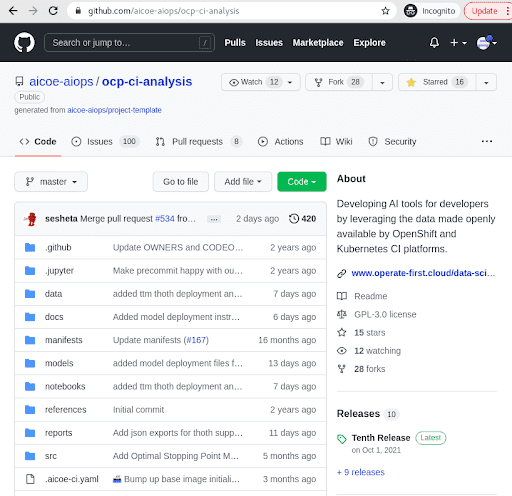 github.com/aicoe-aiops/ocp-ci-analysis
Incognito
Update
Search or jump to…
/
Pulls Issues Marketplace Explore
aicoe-aiops / ocp-ci-analysis
Public
generated from aicoe-aiops/project-template
Watch 12
Fork 28
Starred 16
Code
Issues 100
Pull requests 8
Actions
Wiki
Security
master
Go to file
Add file
Code
sesheta Merge pull request #534 fro… … 2 days ago 420
.github Update OWNERS and CODEO… 2 years ago
.jupyter Make precommit happy with ou… 2 years ago
data added ttm thoth deployment an… 7 days ago
docs Added model deployment instr… 6 days ago
manifests Update manifests (#167) 16 months ago
models added model deployment files f… 13 days ago
notebooks added ttm thoth deployment an… 7 days ago
references Initial commit 2 years ago
reports Add json exports for thoth supp… 11 days ago
src Add Optimal Stopping Point M… 5 months ago
.aicoe-ci.yaml Bump up base image initiali… 3 months ago
About
Developing AI tools for developers
by leveraging the data made openly
available by OpenShift and
Kubernetes CI platforms.
www.operate-first.cloud/data-sci…
Readme
GPL-3.0 license
15 stars
12 watching
28 forks
Releases 10
Tenth Release Latest
on Oct 1, 2021
+ 9 releases